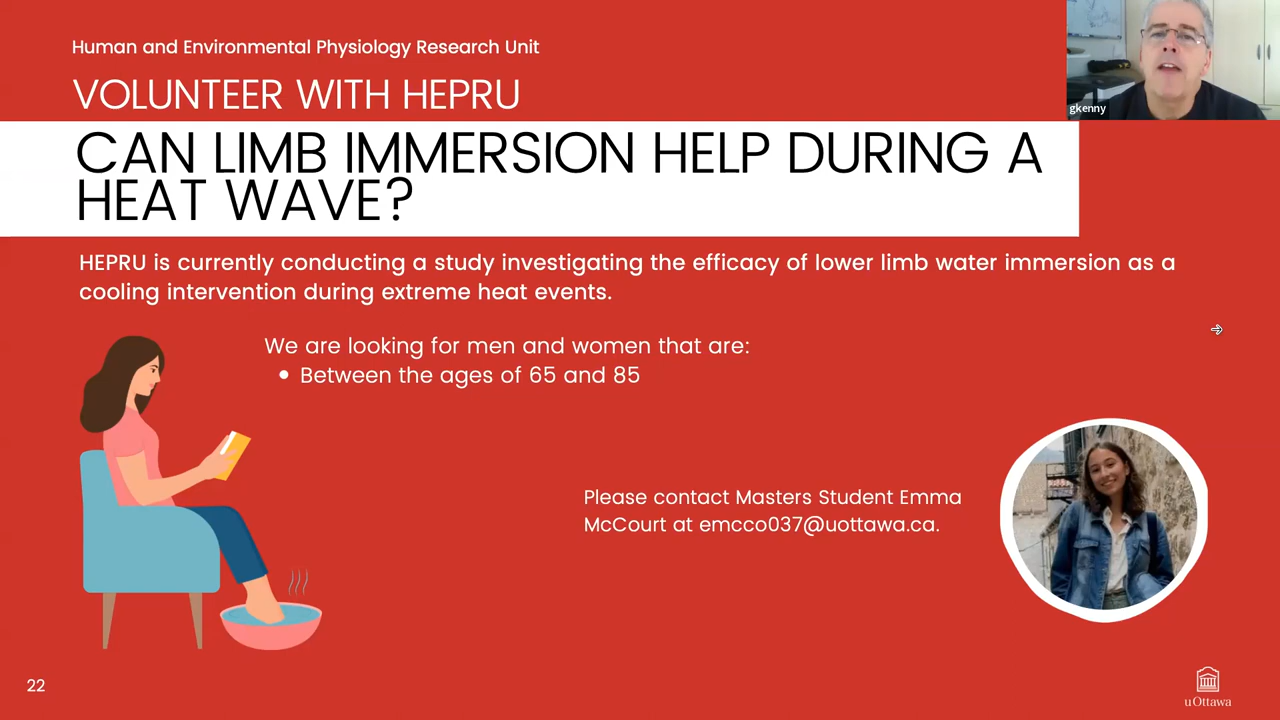 Human and Environmental Physiology Research Unit
VOLUNTEER WITH HEPRU
gkenny
CAN LIMB IMMERSION HELP DURING A
HEAT WAVE?
HEPRU is currently conducting a study investigating the efficacy of lower limb water immersion as a
cooling intervention during extreme heat events.
We are looking for men and women that are:
• Between the ages of 65 and 85
Please contact Masters Student Emma
McCourt at emcco037@uottawa.ca.
22
uOttawa